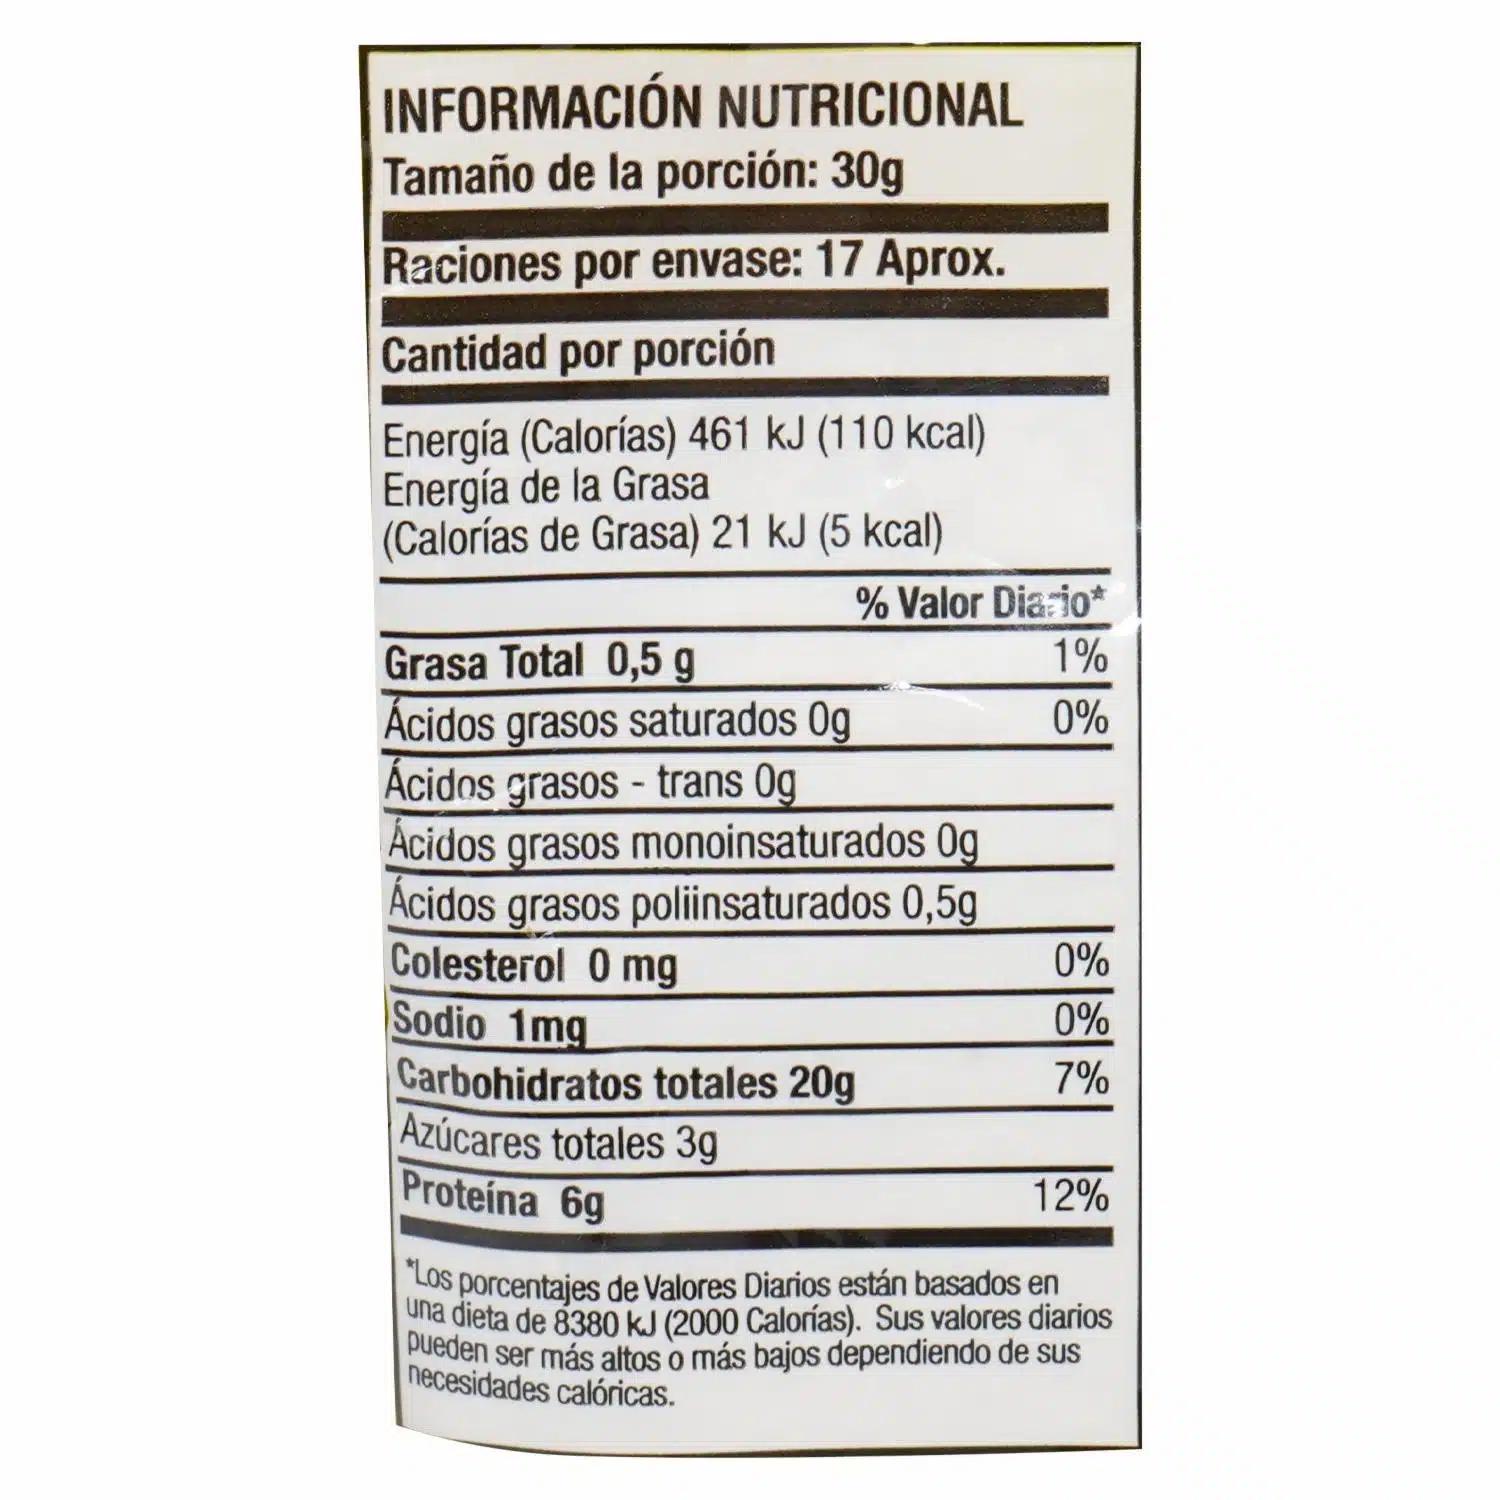 INFORMACIÓN NUTRICIONAL
Tamaño de la porción: 30g
Raciones por envase: 17 Aprox.
Cantidad por porción
Energía (Calorías) 461 kJ (110 kcal)
Energía de la Grasa
(Calorías de Grasa) 21 kJ (5 kcal)
% Valor Diario*
Grasa Total 0,5 g 1%
Ácidos grasos saturados 0g 0%
Ácidos grasos - trans 0g
Ácidos grasos monoinsaturados 0g
Ácidos grasos poliinsaturados 0,5g
Colesterol 0 mg 0%
Sodio 1mg 0%
Carbohidratos totales 20g 7%
Azúcares totales 3g
Proteína 6g 12%
*Los porcentajes de Valores Diarios están basados en
una dieta de 8380 kJ (2000 Calorías). Sus valores diarios
pueden ser más altos o más bajos dependiendo de sus
necesidades calóricas.